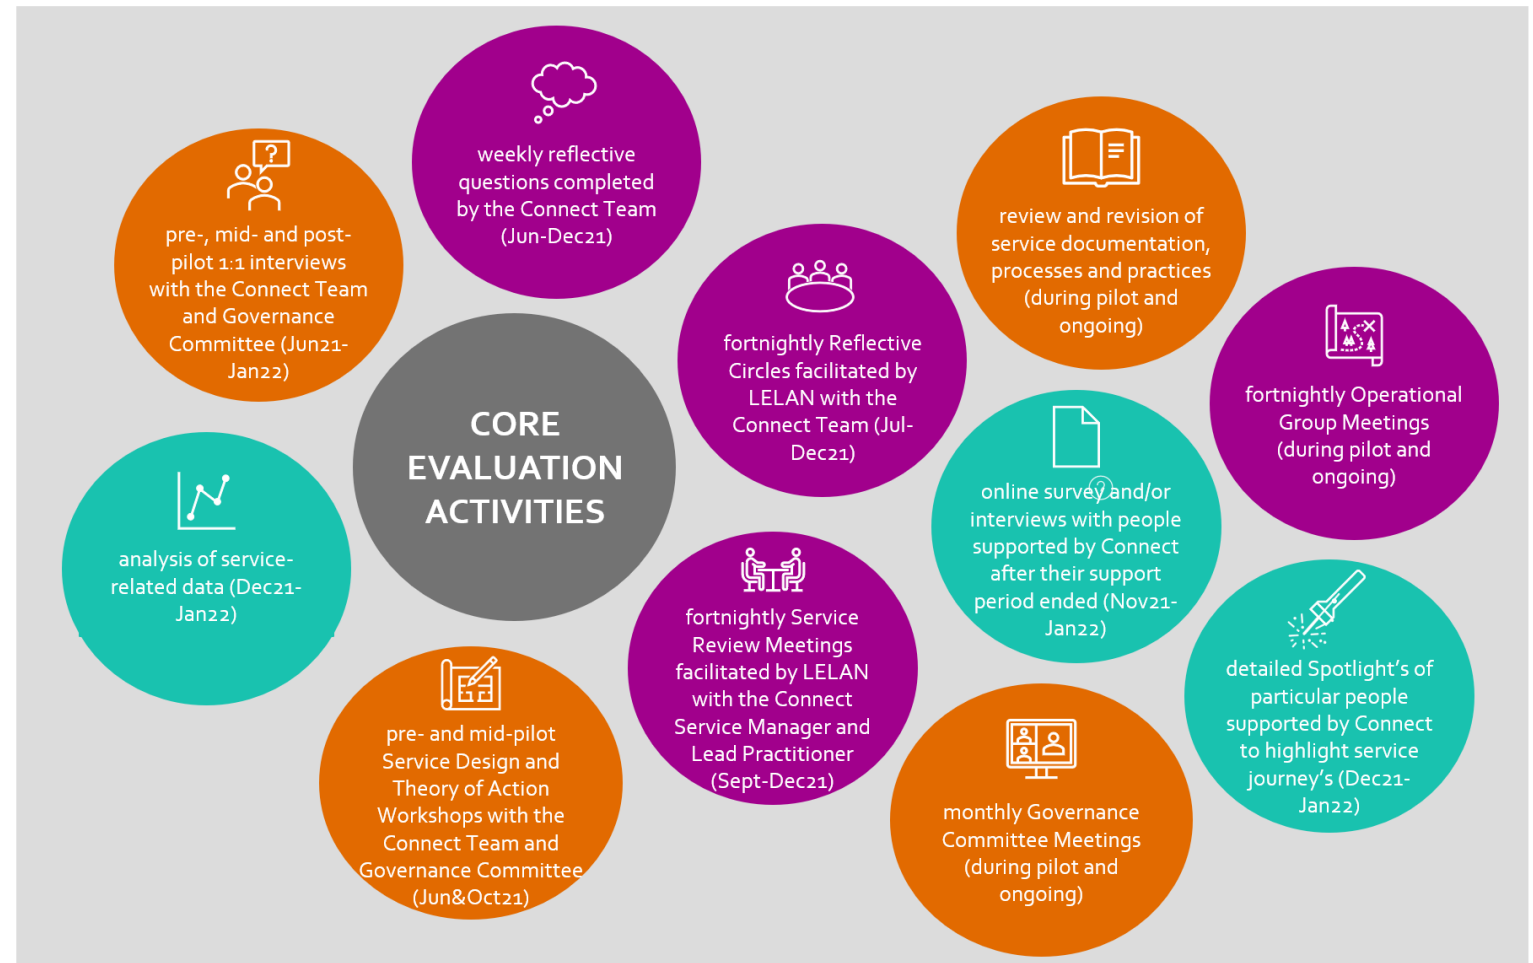 weekly reflective
questions completed
by the Connect Team
(Jun-Dec21)
?
pre-, mid- and post-
pilot 1:1 interviews
with the Connect Team
and Governance
Committee (Jun21-
Jan22)
review and revision of
service documentation,
processes and practices
(during pilot and
ongoing)
fortnightly Reflective
Circles facilitated by
LELAN with the
Connect Team (Jul-
Dec21)
fortnightly Operational
Group Meetings
(during pilot and
ongoing)
CORE
EVALUATION
ACTIVITIES
?
online survey and/or
interviews with people
supported by Connect
after their support
period ended (Nov21-
Jan22)
analysis of service-
related data (Dec21-
Jan22)
fortnightly Service
Review Meetings
facilitated by LELAN
with the Connect
Service Manager and
Lead Practitioner
(Sept-Dec21)
detailed Spotlight's of
particular people
supported by Connect
to highlight service
journey's (Dec21-
Jan22)
pre- and mid-pilot
Service Design and
Theory of Action
Workshops with the
Connect Team and
Governance Committee
(Jun&Oct21)
monthly Governance
Committee Meetings
(during pilot and
ongoing)